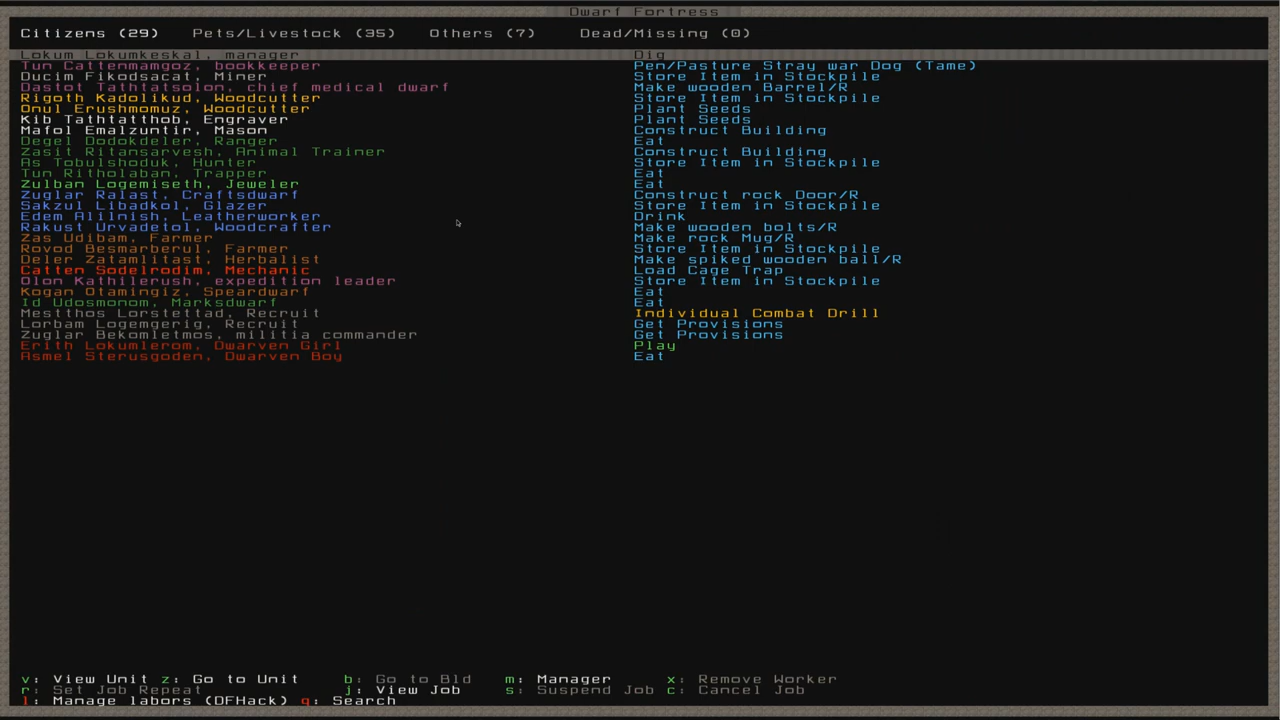 Dwarf Fortress
Citizens (29) Pets/Livestock (35) Others (7) Dead/Missing (0)
Lokum Lokumkeskal, manager Dig
Tun Cattenmamgoz, bookkeeper Pen/Pasture Stray war Dog (Tame)
Ducim Fikodsacat, Miner Store Item in Stockpile
Dastot Tathtatsolon, chief medical dwarf Make wooden Barrel/R
Rigoth Kadolikud, Woodcutter Store Item in Stockpile
Onul Erushmomuz, Woodcutter Plant Seeds
Kib Tathtatthob, Engraver Plant Seeds
Mafol Emalzuntir, Mason Construct Building
Degel Dodokdeler, Ranger Eat
Zasit Ritansarvesh, Animal Trainer Construct Building
As Tobulshoduk, Hunter Store Item in Stockpile
Tun Ritholaban, Trapper Eat
Zulban Logemiseth, Jeweler Eat
Zuglar Ralast, Craftsdwarf Construct rock Door/R
Sakzul Libadkol, Glazer Store Item in Stockpile
Edem Alilnish, Leatherworker Drink
Rakust Urvadetol, Woodcrafter Make wooden bolts/R
Zas Udibam, Farmer Make rock Mug/R
Rovod Besmarberul, Farmer Store Item in Stockpile
Deler Zatamlitast, Herbalist Make spiked wooden ball/R
Catten Sodelrodim, Mechanic Load Cage Trap
Olon Kathilerush, expedition leader Store Item in Stockpile
Kogan Otamingiz, Speardwarf Eat
Id Udosmonom, Marksdwarf Eat
Mestthos Lorstettad, Recruit Individual Combat Drill
Lorbam Logemgerig, Recruit Get Provisions
Zuglar Bekomletmos, militia commander Get Provisions
Erith Lokumlerom, Dwarven Girl Play
Asmel Sterusgoden, Dwarven Boy Eat
v: View Unit z: Go to Unit b: Go to Bld m: Manager x: Remove Worker
r: Set Job Repeat j: View Job s: Suspend Job c: Cancel Job
l: Manage labors (DFHack) q: Search